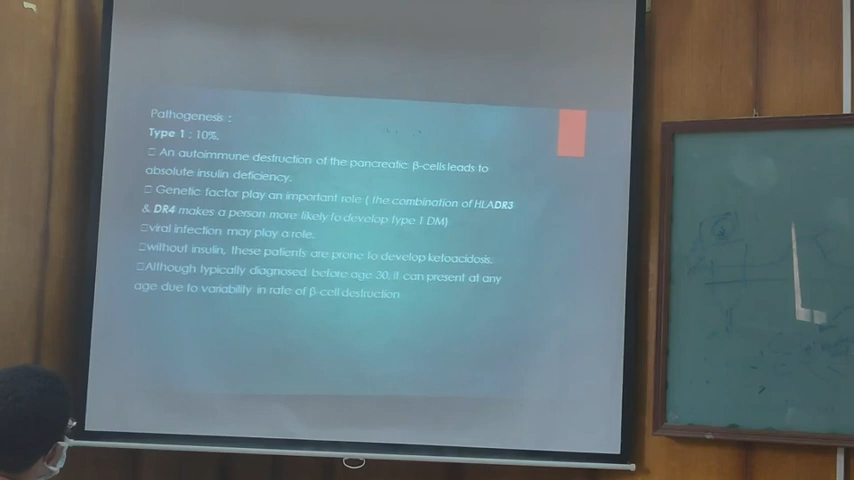 Pathogenesis :
Type 1 : 10%.
□ An autoimmune destruction of the pancreatic β-cells leads to
absolute insulin deficiency.
□ Genetic factor play an important role ( the combination of HLADR3
& DR4 makes a person more likely to develop type 1 DM)
□viral infection may play a role.
□without insulin, these patients are prone to develop ketoacidosis.
□Although typically diagnosed before age 30, it can present at any
age due to variability in rate of β-cell destruction